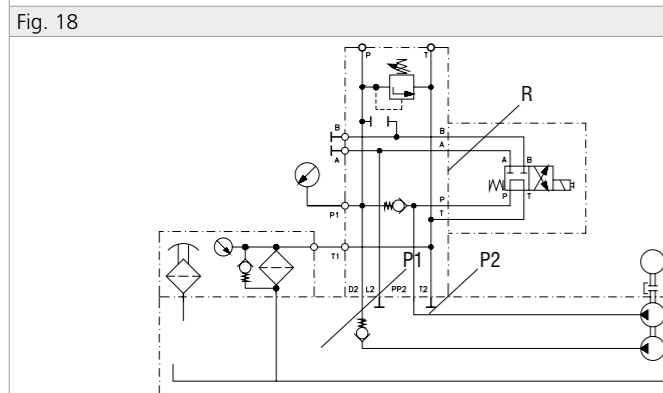 Fig. 18
P T
R
B B
A A
A B
P P T
P1 T
T1
P1 P2
D2 L2 PP2 T2